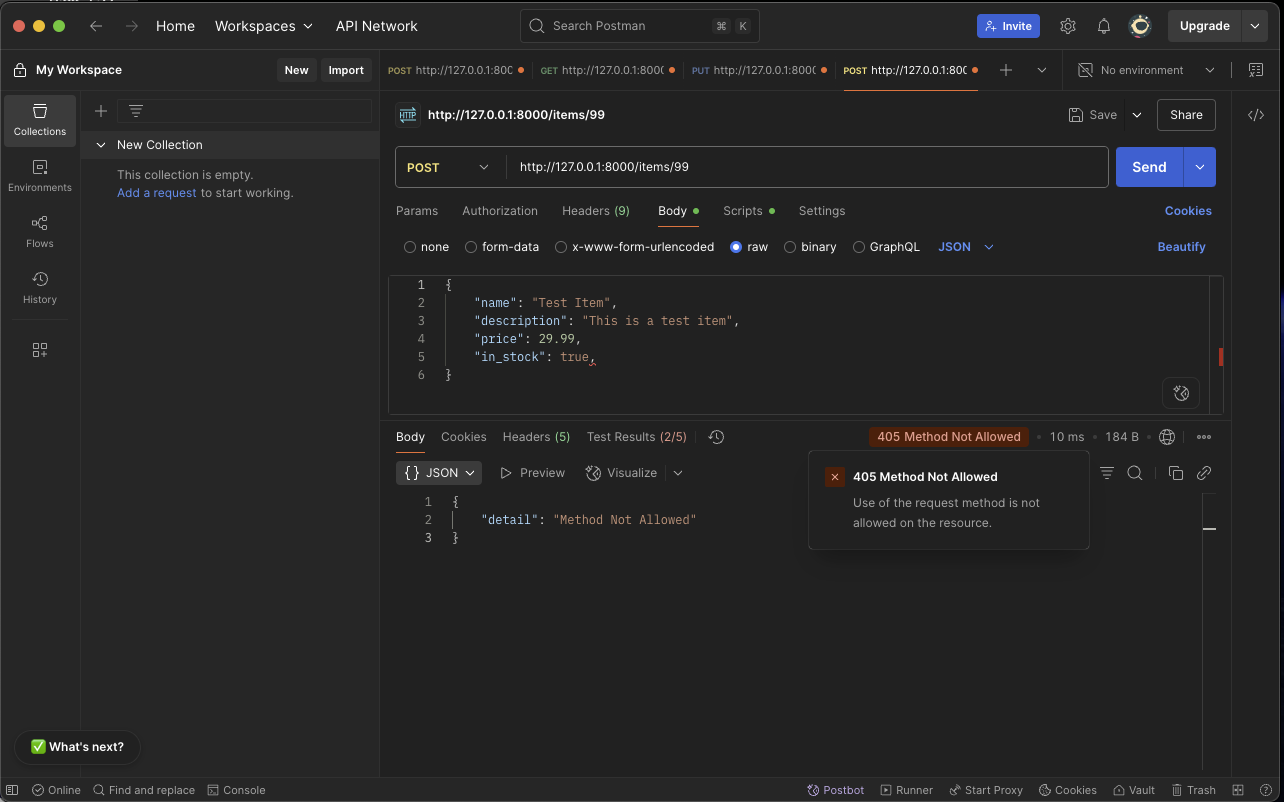 Home
Workspaces
API Network
Search Postman
⌘ K
Invite
Upgrade
My Workspace
New
Import
POST http://127.0.0.1:800
GET http://127.0.0.1:800
PUT http://127.0.0.1:800
POST http://127.0.0.1:800
No environment
Collections
Environments
Flows
History
New Collection
This collection is empty.
Add a request to start working.
HTTP http://127.0.0.1:8000/items/99
Save
Share
POST
http://127.0.0.1:8000/items/99
Send
Params Authorization Headers (9) Body Scripts Settings
Cookies
none form-data x-www-form-urlencoded raw binary GraphQL JSON
Beautify
1 {
2 "name": "Test Item",
3 "description": "This is a test item",
4 "price": 29.99,
5 "in_stock": true,
6 }
Body Cookies Headers (5) Test Results (2/5)
405 Method Not Allowed • 10 ms • 184 B
{} JSON
Preview
Visualize
405 Method Not Allowed
Use of the request method is not
allowed on the resource.
1 {
2 "detail": "Method Not Allowed"
3 }
✅ What's next?
Online
Find and replace
Console
Postbot
Runner
Start Proxy
Cookies
Vault
Trash